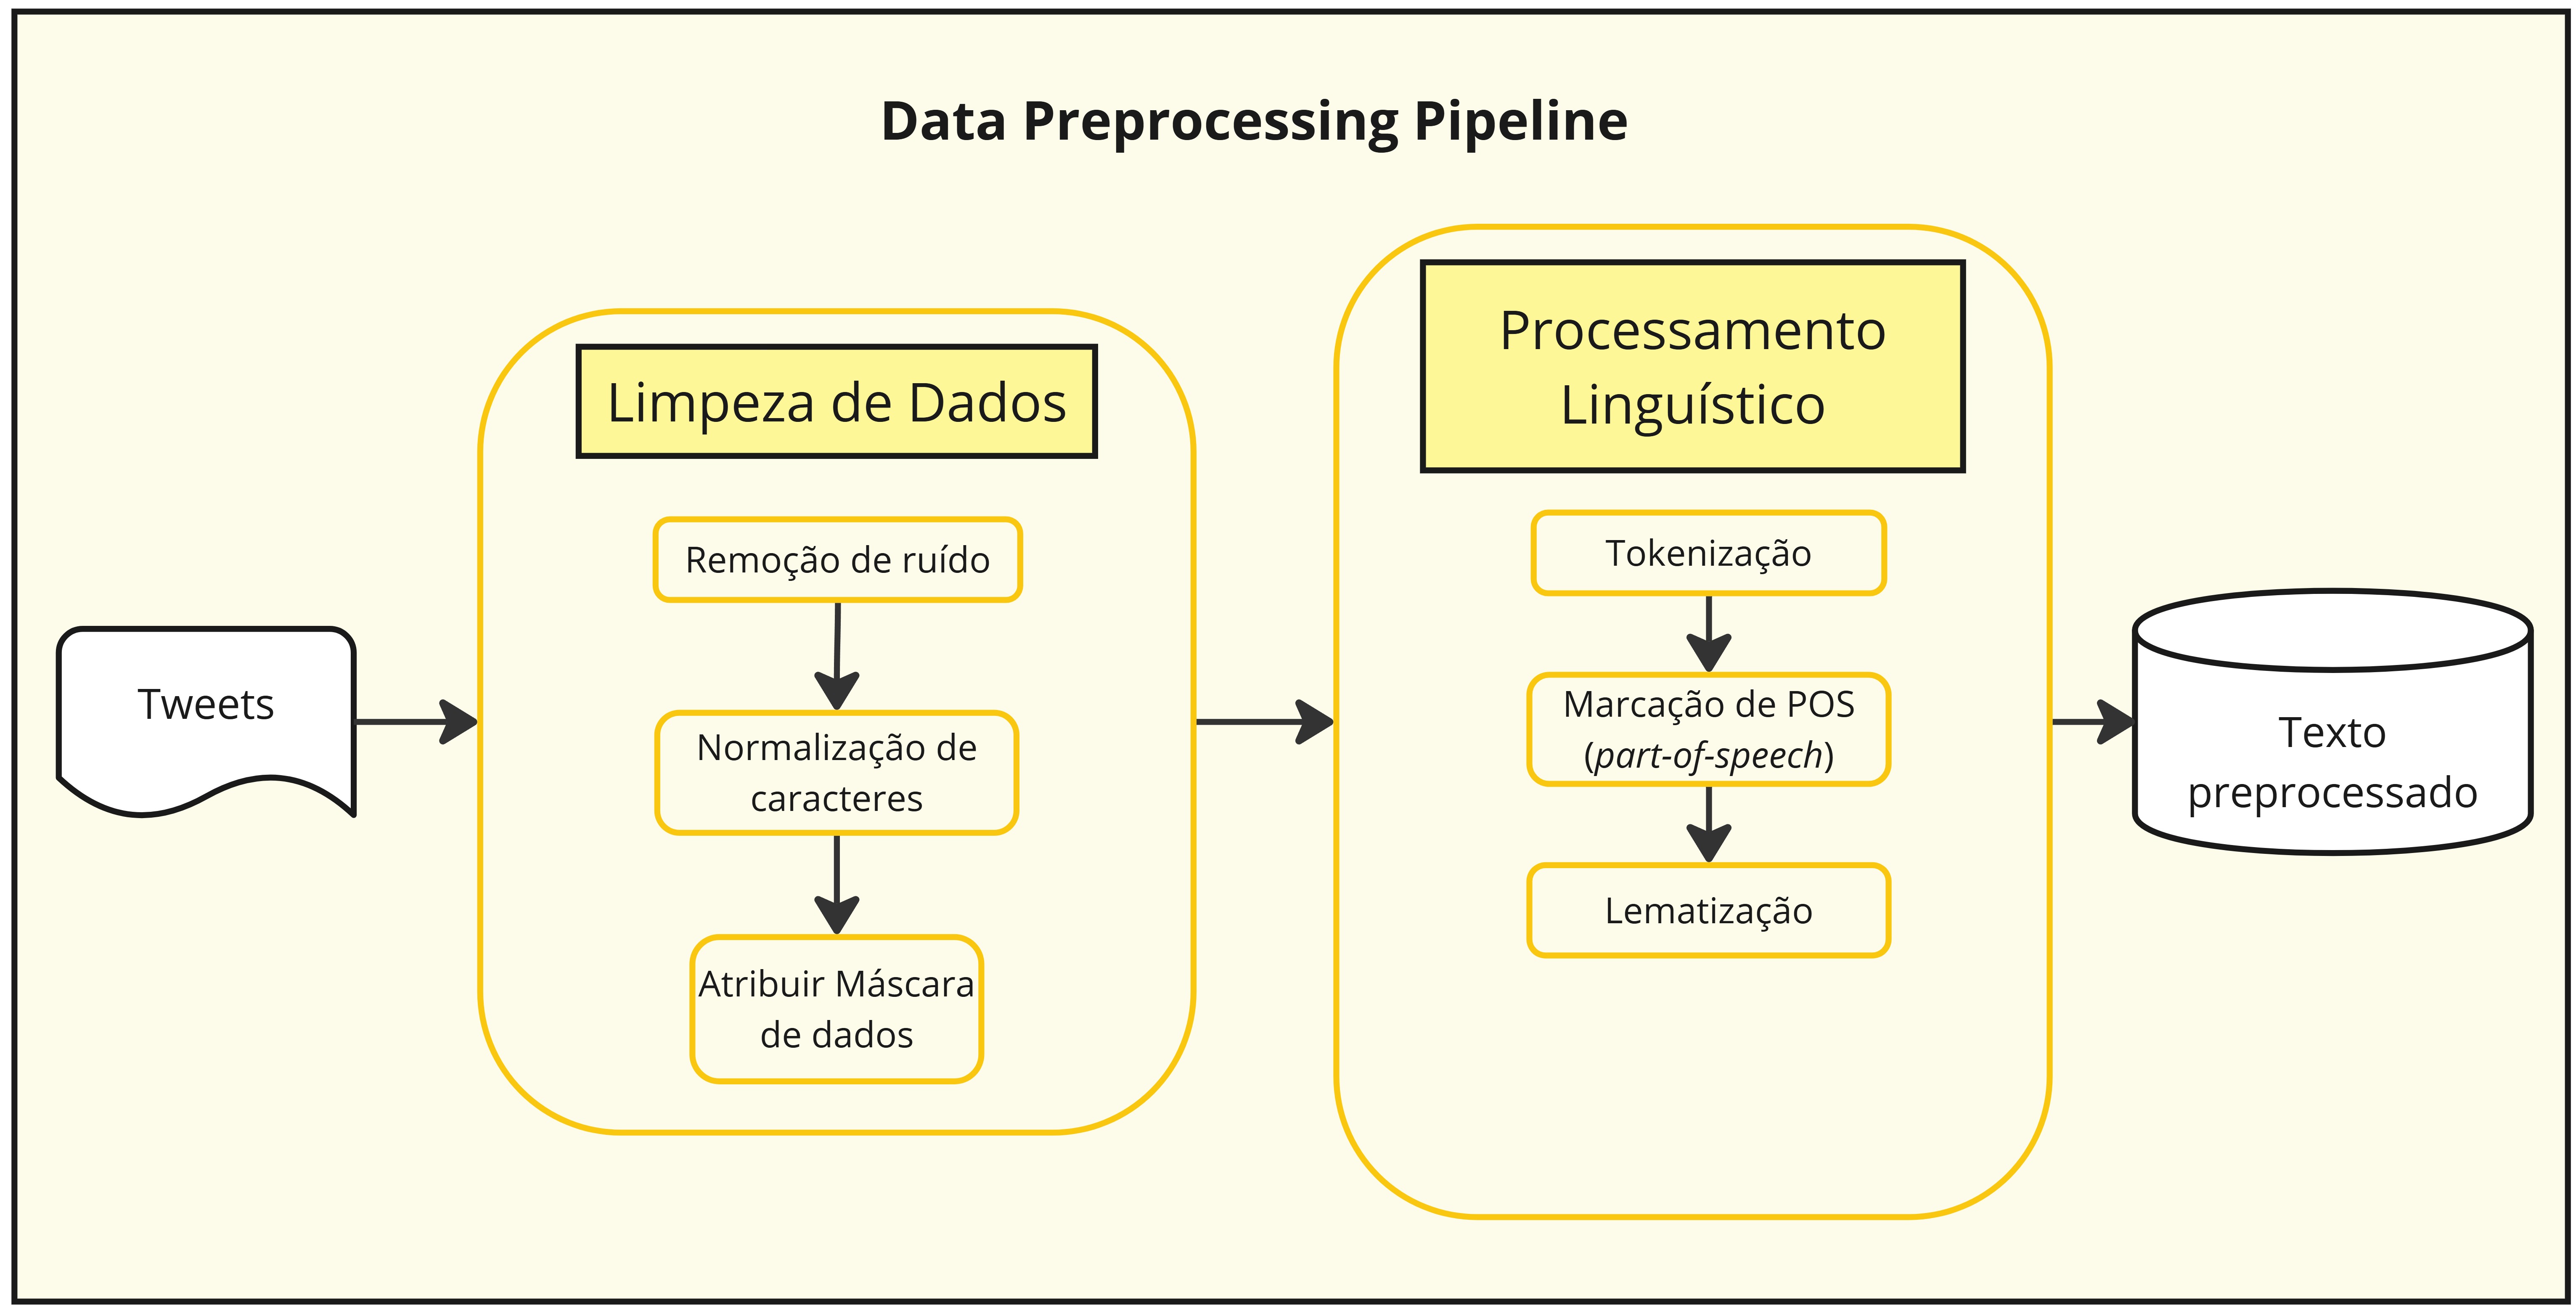 Data Preprocessing Pipeline
Tweets
Limpeza de Dados
Remoção de ruído
Normalização de
caracteres
Atribuir Máscara
de dados
Processamento
Linguístico
Tokenização
Marcação de POS
(part-of-speech)
Lematização
Texto
preprocessado